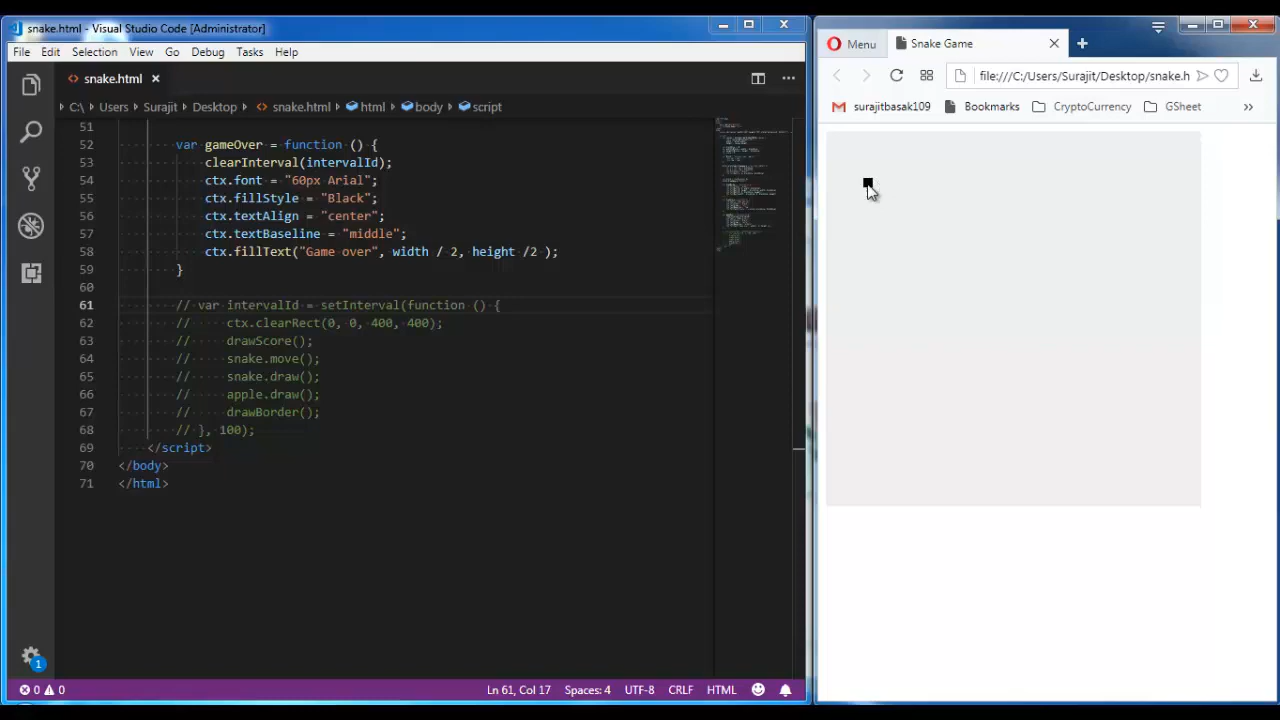 snake.html - Visual Studio Code [Administrator]
File Edit Selection View Go Debug Tasks Help
snake.html
C:\ Users Surajit Desktop snake.html html body script
51
52 var gameOver = function () {
53 clearInterval(intervalId);
54 ctx.font = "60px Arial";
55 ctx.fillStyle = "Black";
56 ctx.textAlign = "center";
57 ctx.textBaseline = "middle";
58 ctx.fillText("Game over", width / 2, height /2 );
59 }
60
61 // var intervalId = setInterval(function () {
62 // ctx.clearRect(0, 0, 400, 400);
63 // drawScore();
64 // snake.move();
65 // snake.draw();
66 // apple.draw();
67 // drawBorder();
68 // }, 100);
69 </script>
70 </body>
71 </html>
1
0 0 Ln 61, Col 17 Spaces: 4 UTF-8 CRLF HTML
Menu Snake Game
file:///C:/Users/Surajit/Desktop/snake.h
surajitbasak109 Bookmarks CryptoCurrency GSheet »